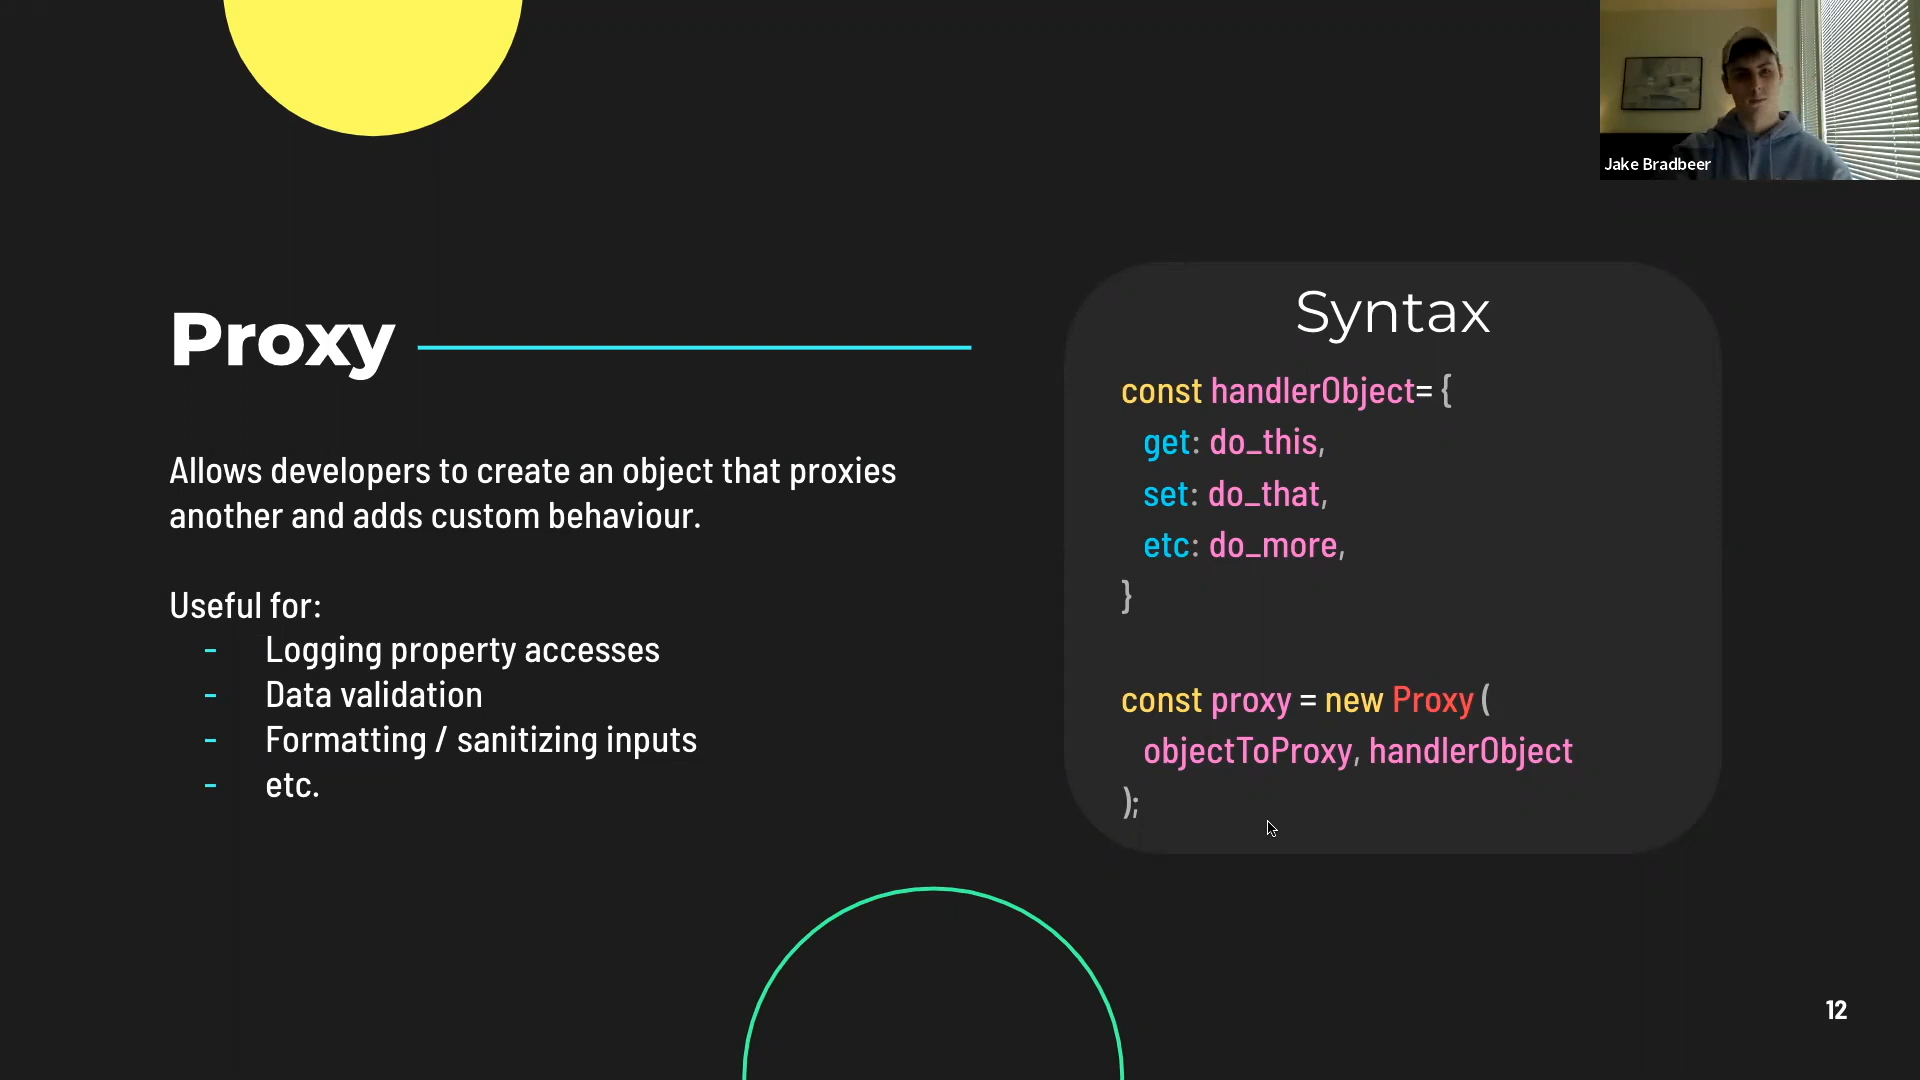 Jake Bradbeer
Proxy
Allows developers to create an object that proxies
another and adds custom behaviour.
Useful for:
- Logging property accesses
- Data validation
- Formatting / sanitizing inputs
- etc.
Syntax
const handlerObject= {
get: do_this,
set: do_that,
etc: do_more,
}
const proxy = new Proxy (
objectToProxy, handlerObject
);
12